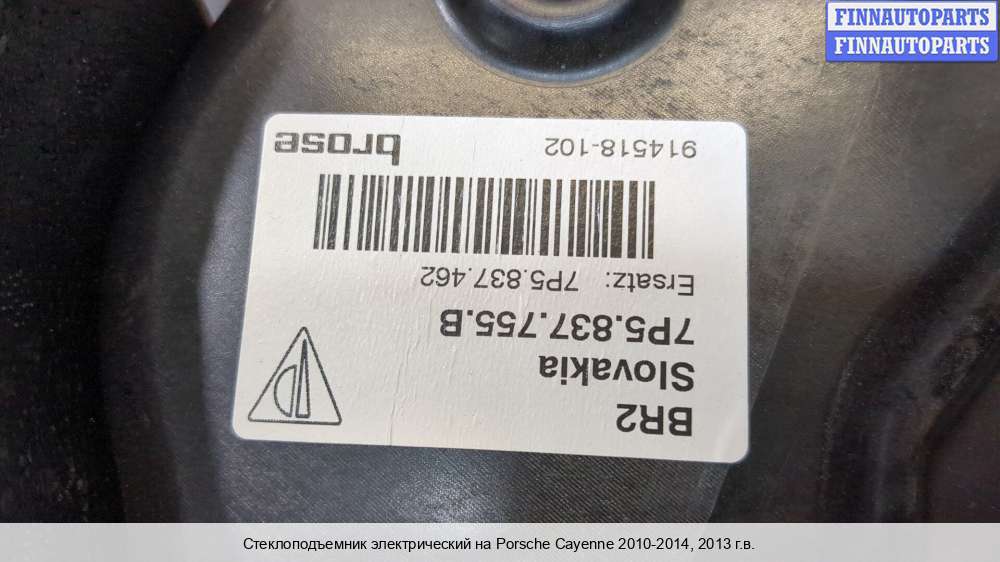 FINNAUTOPARTS
FINNAUTOPARTS
BR2
Slovakia
7P5.837.755.B
Ersatz: 7P5.837.462
914518-102
brose
Стеклоподъемник электрический на Porsche Cayenne 2010-2014, 2013 г.в.